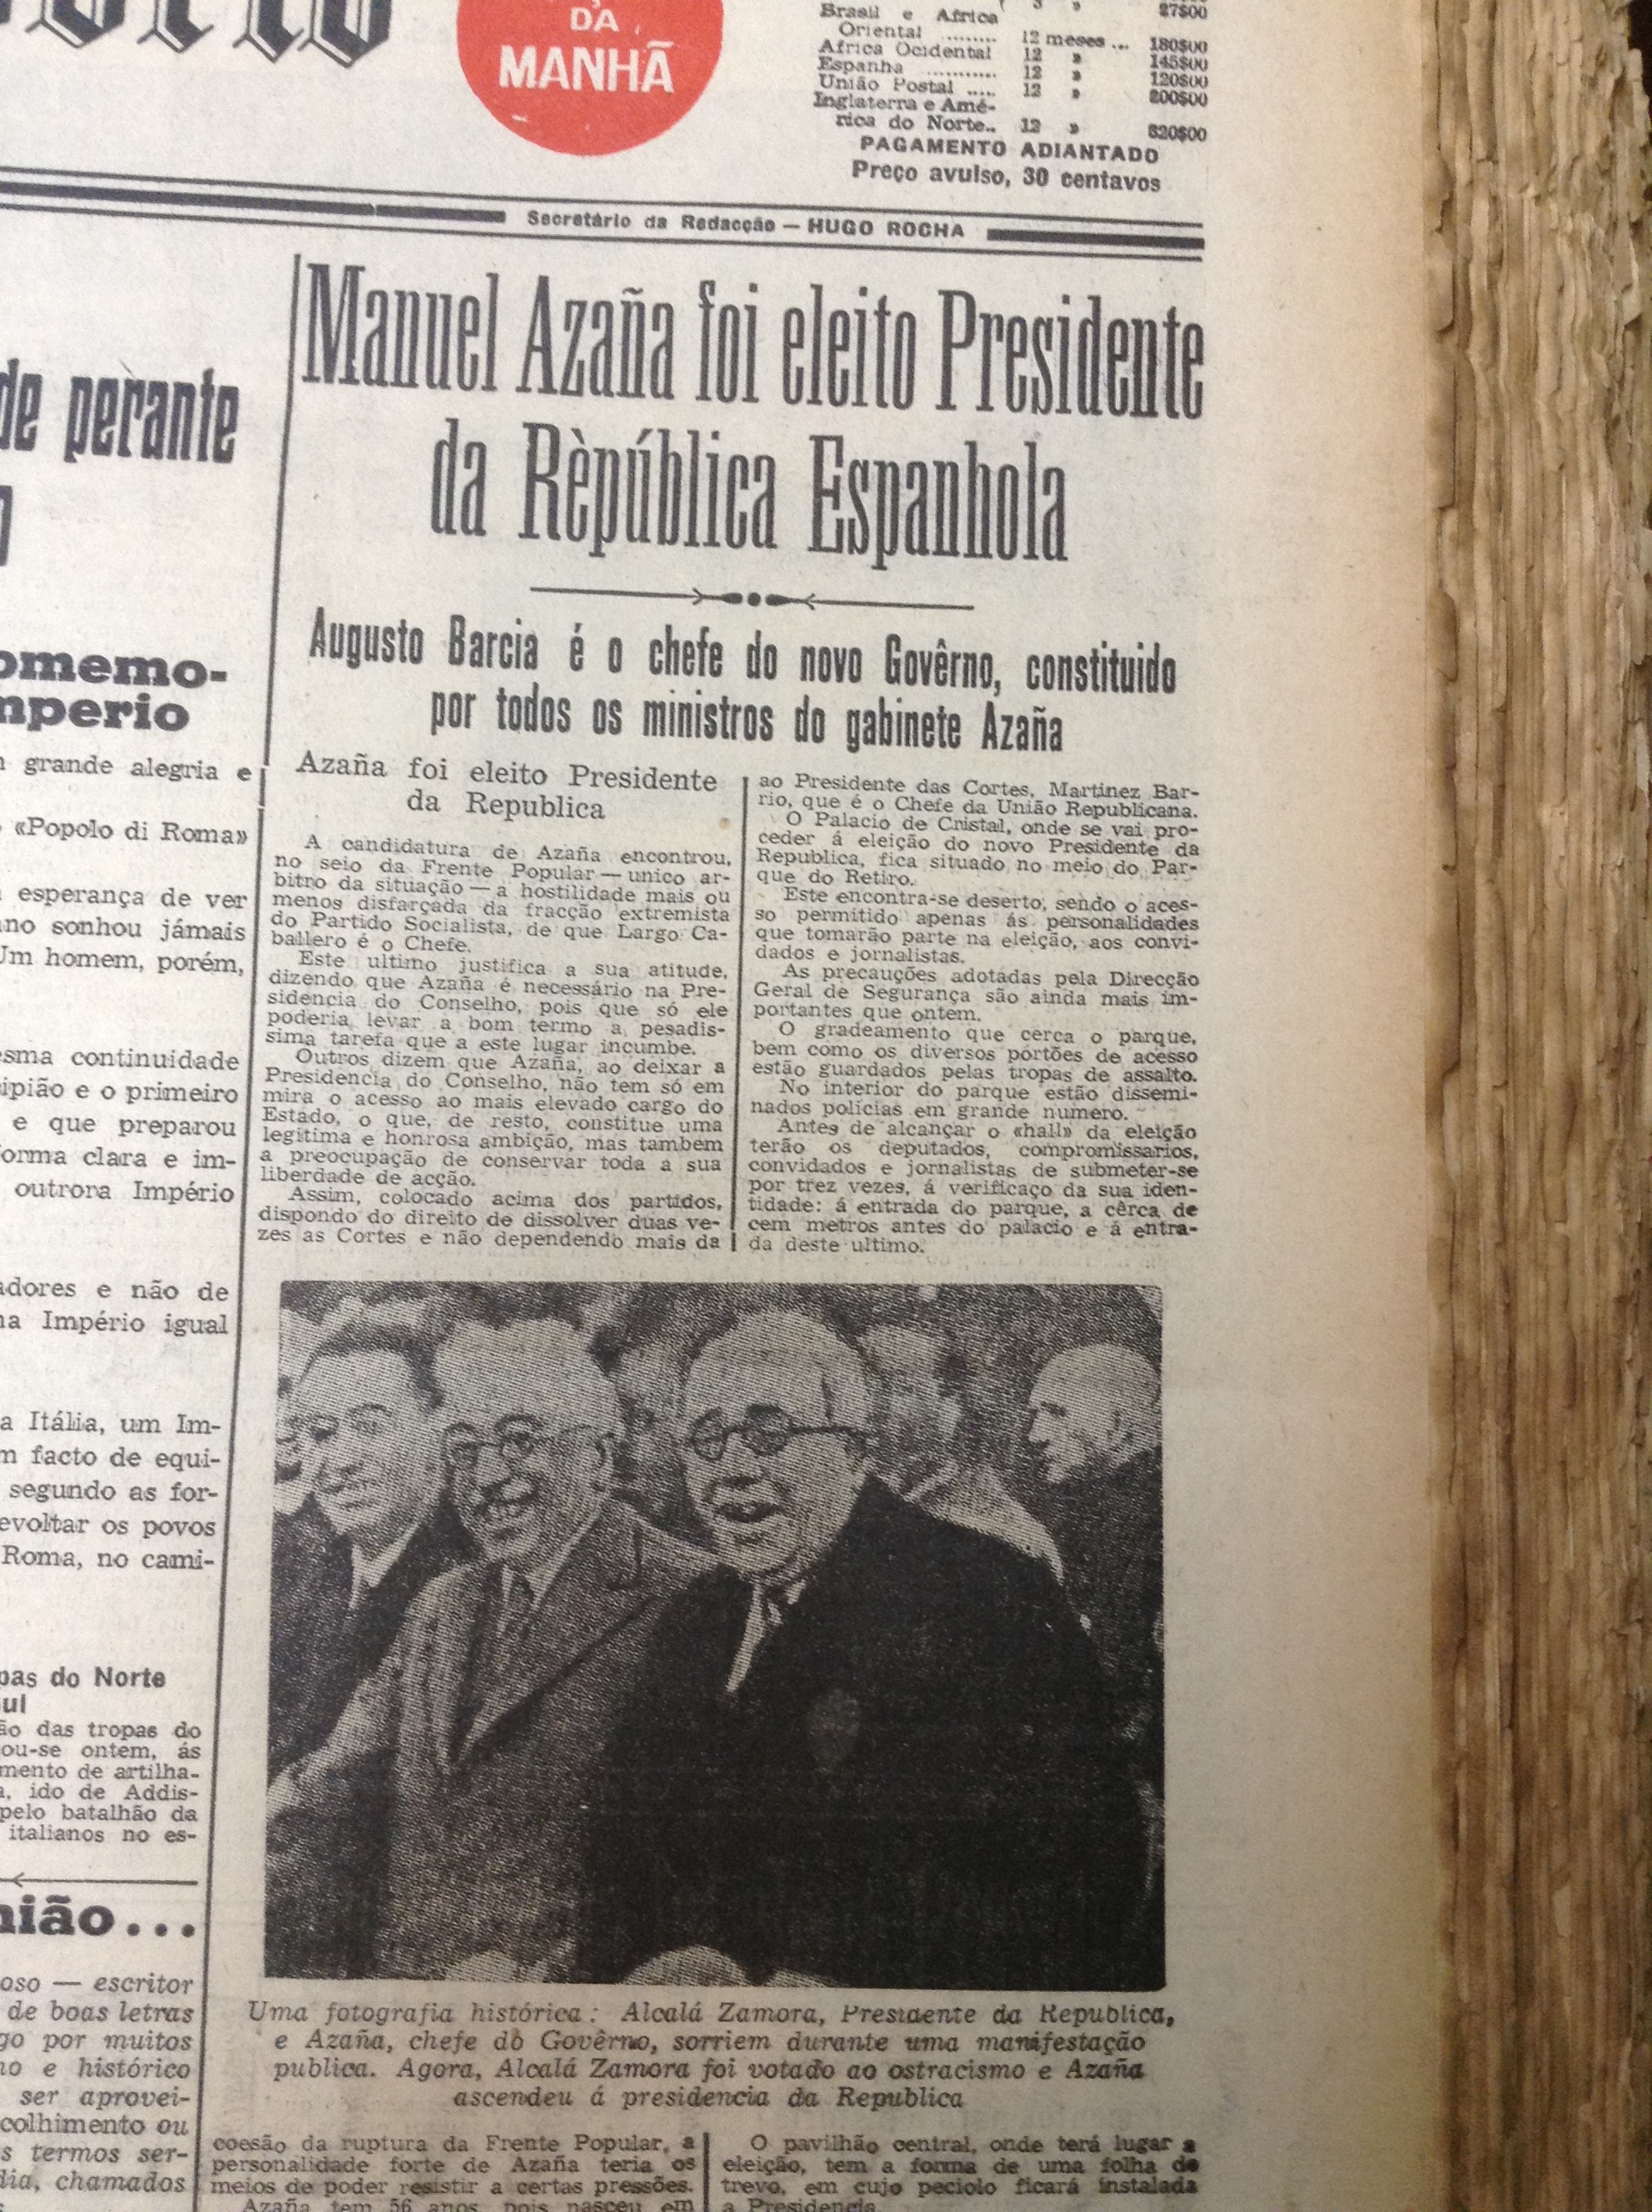 DA
MANHÃ
Brasil e Africa
Oriental ........ 12 meses ... 180$00
Africa Ocidental 12 » 145$00
Espanha ........... 12 » 120$00
União Postal ..... 12 » 200$00
Inglaterra e Amé-
rica do Norte.. 12 » 320$00
PAGAMENTO ADIANTADO
Preço avulso, 30 centavos
Secretário da Redacção — HUGO ROCHA
de perante
omemo-
mperio
grande alegria e
«Popolo di Roma»
esperança de ver
no sonhou jámais
Um homem, porém,
esma continuidade
cipião e o primeiro
e que preparou
forma clara e im-
outrora Império
adores e não de
ma Império igual
a Itália, um Im-
m facto de equi-
segundo as for-
evoltar os povos
Roma, no cami-
pas do Norte
ul
ão das tropas do
ou-se ontem, ás
mento de artilha-
a, ido de Addis-
pelo batalhão da
italianos no es-
nião...
oso — escritor
de boas letras
go por muitos
no e histórico
ser aprovei-
colhimento ou
s termos ser-
dia, chamados
Manuel Azaña foi eleito Presidente
da Rèpública Espanhola
Augusto Barcia é o chefe do novo Govêrno, constituido
por todos os ministros do gabinete Azaña
Azaña foi eleito Presidente
da Republica
A candidatura de Azaña encontrou,
no seio da Frente Popular — unico ar-
bitro da situação — a hostilidade mais ou
menos disfarçada da fracção extremista
do Partido Socialista, de que Largo Ca-
ballero é o Chefe.
Este ultimo justifica a sua atitude,
dizendo que Azaña é necessário na Pre-
sidencia do Conselho, pois que só ele
poderia levar a bom termo a pesadis-
sima tarefa que a este lugar incumbe.
Outros dizem que Azaña, ao deixar a
Presidencia do Conselho, não tem só em
mira o acesso ao mais elevado cargo do
Estado, o que, de resto, constitue uma
legitima e honrosa ambição, mas tambem
a preocupação de conservar toda a sua
liberdade de acção.
Assim, colocado acima dos partidos,
dispondo do direito de dissolver duas ve-
zes as Cortes e não dependendo mais da
ao Presidente das Cortes, Martinez Bar-
rio, que é o Chefe da União Republicana.
O Palacio de Cristal, onde se vai pro-
ceder á eleição do novo Presidente da
Republica, fica situado no meio do Par-
que do Retiro.
Este encontra-se deserto, sendo o aces-
so permitido apenas ás personalidades
que tomarão parte na eleição, aos convi-
dados e jornalistas.
As precauções adotadas pela Direcção
Geral de Segurança são ainda mais im-
portantes que ontem.
O gradeamento que cerca o parque,
bem como os diversos portões de acesso
estão guardados pelas tropas de assalto.
No interior do parque estão dissemi-
nados policias em grande numero.
Antes de alcançar o «hall» da eleição
terão os deputados, compromissarios,
convidados e jornalistas de submeter-se
por trez vezes, á verificaço da sua iden-
tidade: á entrada do parque, a cêrca de
cem metros antes do palacio e á entra-
da deste ultimo.
Uma fotografia histórica: Alcalá Zamora, Presidente da Republica,
e Azaña, chefe do Govêrno, sorriem durante uma manifestação
publica. Agora, Alcalá Zamora foi votado ao ostracismo e Azaña
ascendeu á presidencia da Republica
coesão da ruptura da Frente Popular, a
personalidade forte de Azaña teria os
meios de poder resistir a certas pressões.
Azaña tem 56 anos, pois nasceu em
O pavilhão central, onde terá lugar a
eleição, tem a forma de uma folha de
trevo, em cujo peciolo ficará instalada
a Presidencia.